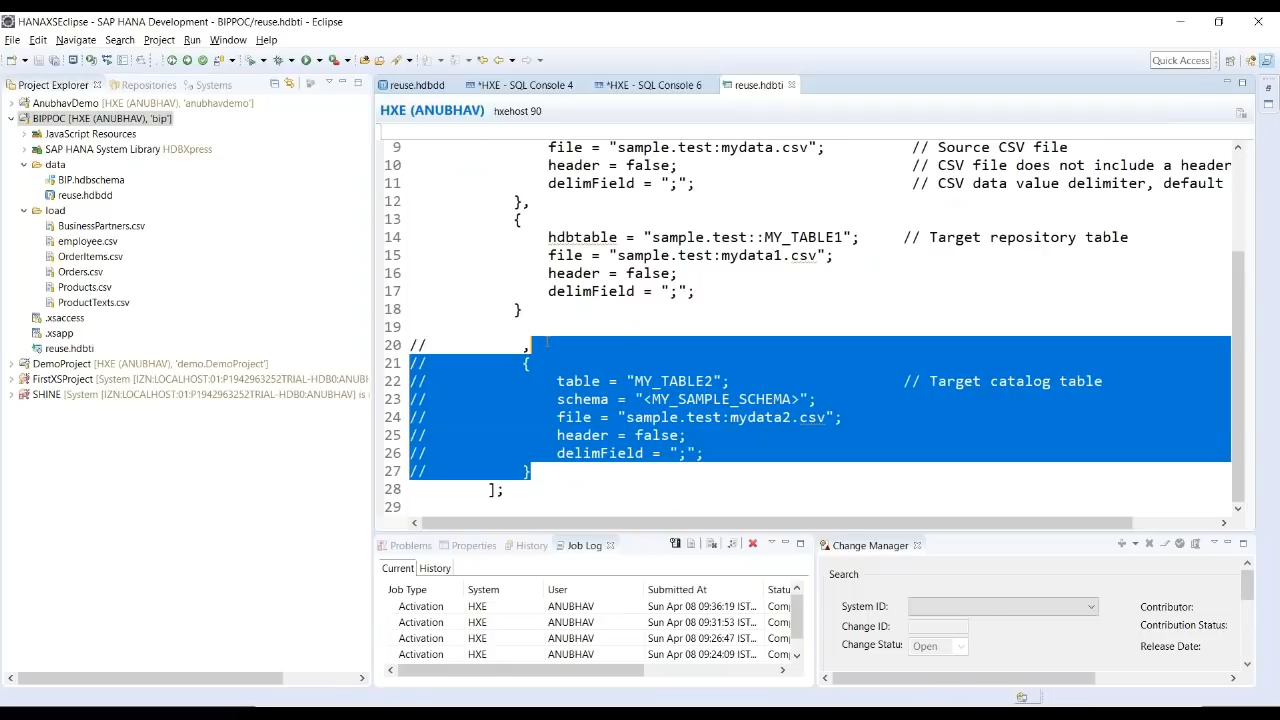 HANAXSEclipse - SAP HANA Development - BIPPOC/reuse.hdbti - Eclipse
File Edit Navigate Search Project Run Window Help
Quick Access
Project Explorer Repositories Systems
AnubhavDemo [HXE (ANUBHAV), 'anubhavdemo']
BIPPOC [HXE (ANUBHAV), 'bip']
JavaScript Resources
SAP HANA System Library HDBXpress
data
BIP.hdbschema
reuse.hdbdd
load
BusinessPartners.csv
employee.csv
OrderItems.csv
Orders.csv
Products.csv
ProductTexts.csv
.xsaccess
.xsapp
reuse.hdbti
DemoProject [HXE (ANUBHAV), 'demo.DemoProject']
FirstXSProject [System (IZN:LOCALHOST:01:P1942963252TRIAL-HDB0:ANUBH
SHINE [System (IZN:LOCALHOST:01:P1942963252TRIAL-HDB0:ANUBHAV) is
reuse.hdbdd *HXE - SQL Console 4 *HXE - SQL Console 6 reuse.hdbti
HXE (ANUBHAV) hxehost 90
9 file = "sample.test:mydata.csv"; // Source CSV file
10 header = false; // CSV file does not include a header
11 delimField = ";"; // CSV data value delimiter, default
12 },
13 {
14 hdbtable = "sample.test::MY_TABLE1"; // Target repository table
15 file = "sample.test:mydata1.csv";
16 header = false;
17 delimField = ";";
18 }
19
20 // ,
21 // {
22 // table = "MY_TABLE2"; // Target catalog table
23 // schema = "<MY_SAMPLE_SCHEMA>";
24 // file = "sample.test:mydata2.csv";
25 // header = false;
26 // delimField = ";";
27 // }
28 ];
29
Problems Properties History Job Log
Current History
Job Type System User Submitted At Statu
Activation HXE ANUBHAV Sun Apr 08 09:36:19 IST... Com
Activation HXE ANUBHAV Sun Apr 08 09:31:53 IST... Com
Activation HXE ANUBHAV Sun Apr 08 09:26:47 IST... Com
Activation HXE ANUBHAV Sun Apr 08 09:24:09 IST... Com
Change Manager
Search
System ID: Contributor:
Change ID: Contribution Status:
Change Statu: Open Release Date: